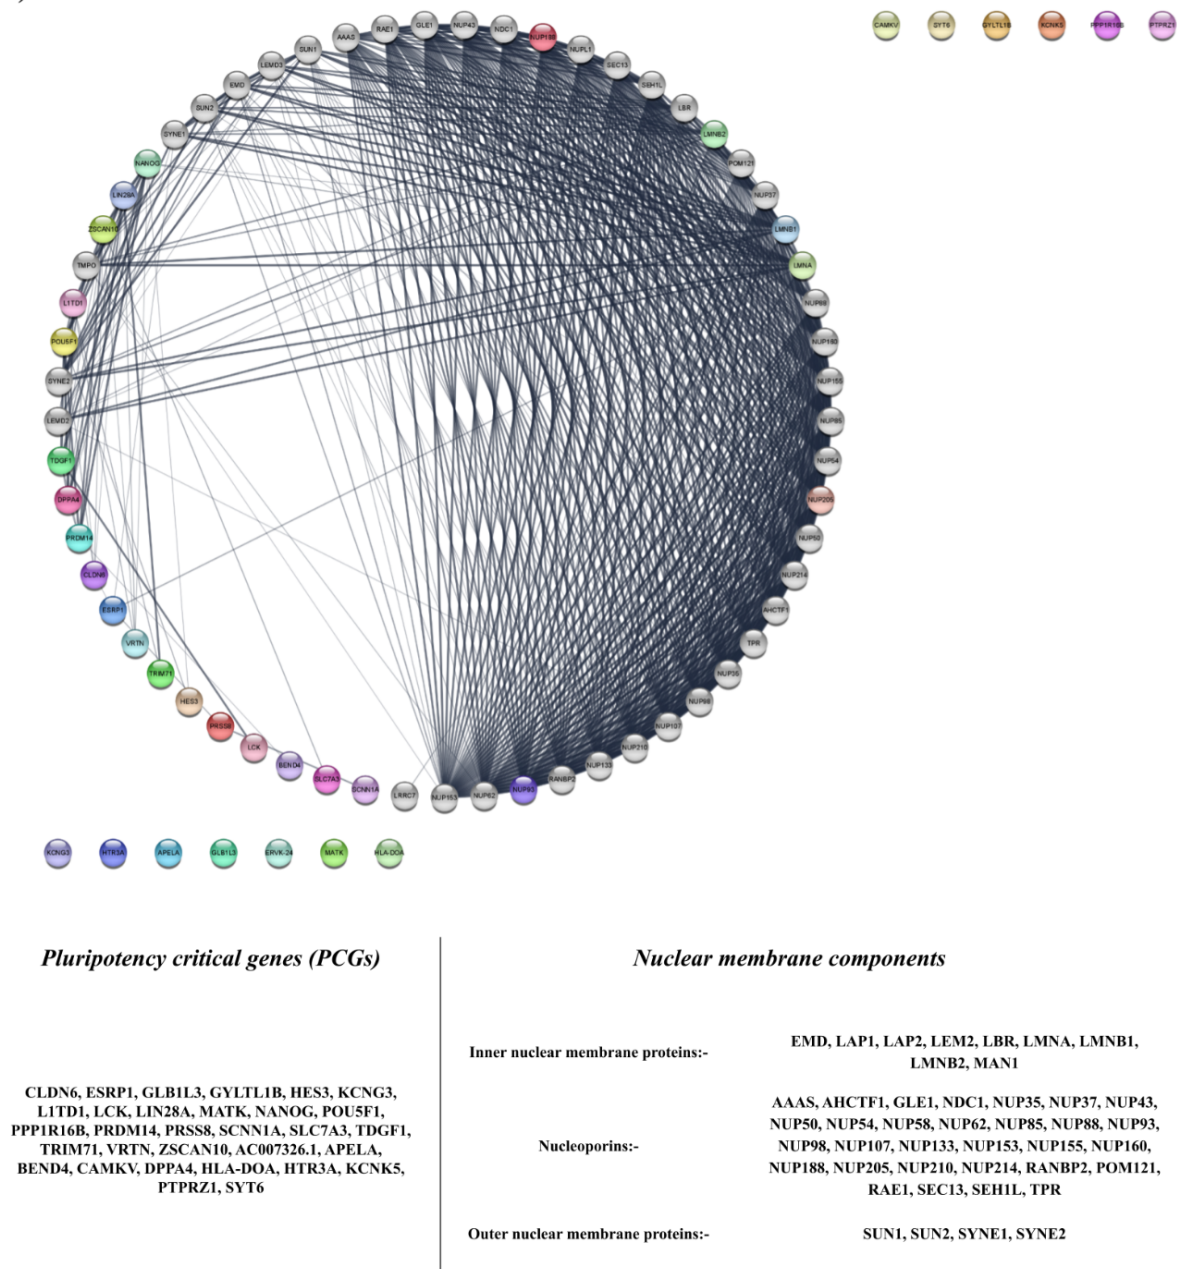 CAMKV SYT6 GYLTL1B KCNK5 PPP1R16B PTPRZ1
AAAS
RAE1
GLE1
NUP43
NDC1
NUP188
NUPL1
SEC13
SEH1L
LBR
LMNB2
POM121
NUP37
LMNB1
LMNA
NUP88
NUP160
NUP155
NUP85
NUP54
NUP205
NUP50
NUP214
AHCTF1
TPR
NUP35
NUP98
NUP107
NUP210
NUP133
RANBP2
NUP93
NUP62
NUP153
LRRC7
SCNN1A
SLC7A3
BEND4
LCK
PRSS8
HES3
TRIM71
VRTN
ESRP1
CLDN6
PRDM14
DPPA4
TDGF1
LEMD2
SYNE2
POU5F1
L1TD1
TMPO
ZSCAN10
LIN28A
NANOG
SYNE1
SUN2
EMD
LEMD3
SUN1
KCNG3 HTR3A APELA GLB1L3 ERVK-24 MATK HLA-DOA
Pluripotency critical genes (PCGs)
CLDN6, ESRP1, GLB1L3, GYLTL1B, HES3, KCNG3,
L1TD1, LCK, LIN28A, MATK, NANOG, POU5F1,
PPP1R16B, PRDM14, PRSS8, SCNN1A, SLC7A3, TDGF1,
TRIM71, VRTN, ZSCAN10, AC007326.1, APELA,
BEND4, CAMKV, DPPA4, HLA-DOA, HTR3A, KCNK5,
PTPRZ1, SYT6
Nuclear membrane components
Inner nuclear membrane proteins:-
EMD, LAP1, LAP2, LEM2, LBR, LMNA, LMNB1,
LMNB2, MAN1
Nucleoporins:-
AAAS, AHCTF1, GLE1, NDC1, NUP35, NUP37, NUP43,
NUP50, NUP54, NUP58, NUP62, NUP85, NUP88, NUP93,
NUP98, NUP107, NUP133, NUP153, NUP155, NUP160,
NUP188, NUP205, NUP210, NUP214, RANBP2, POM121,
RAE1, SEC13, SEH1L, TPR
Outer nuclear membrane proteins:-
SUN1, SUN2, SYNE1, SYNE2